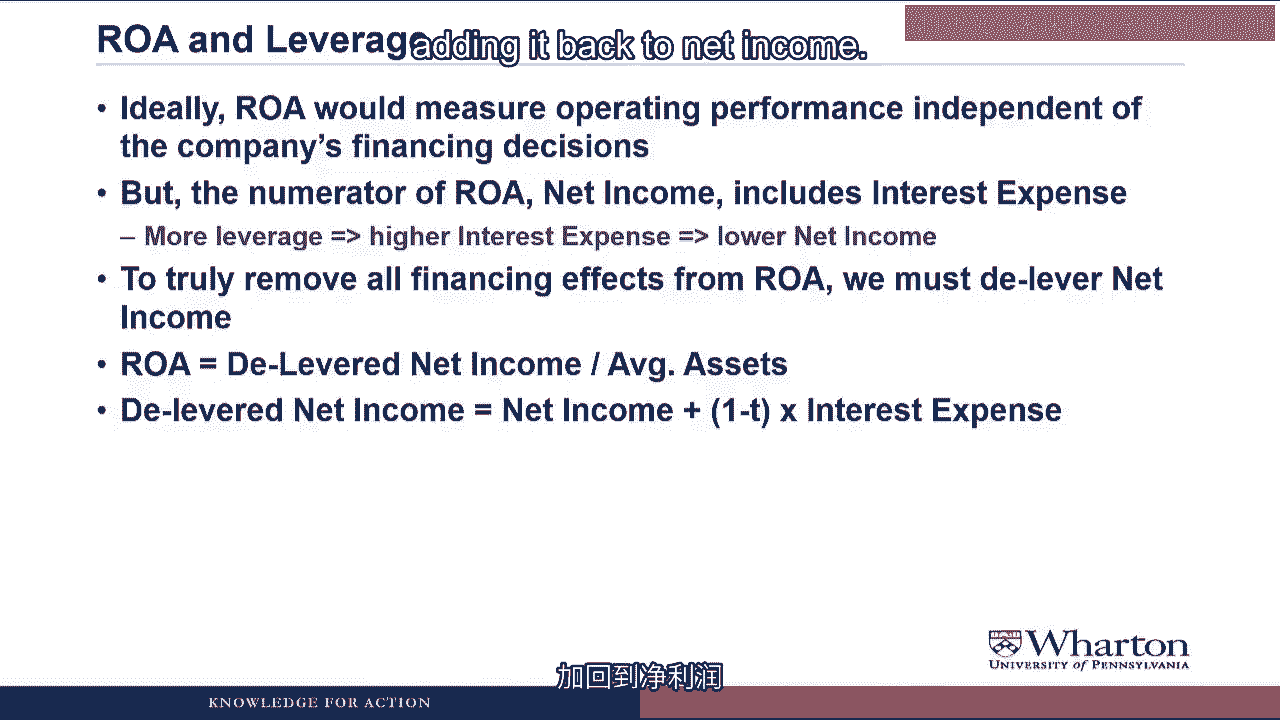 ROA and Leverage
adding it back to net income.
• Ideally, ROA would measure operating performance independent of
the company's financing decisions
• But, the numerator of ROA, Net Income, includes Interest Expense
– More leverage => higher Interest Expense => lower Net Income
• To truly remove all financing effects from ROA, we must de-lever Net
Income
• ROA = De-Levered Net Income / Avg. Assets
• De-levered Net Income = Net Income + (1-t) x Interest Expense
Wharton
UNIVERSITY of PENNSYLVANIA
加回到净利润
KNOWLEDGE FOR ACTION